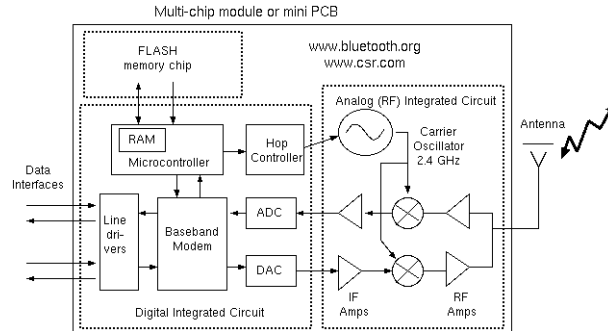 Multi-chip module or mini PCB
FLASH
memory chip
www.bluetooth.org
www.csr.com
Analog (RF) Integrated Circuit
RAM
Microcontroller
Hop
Controller
Carrier
Oscillator
2.4 GHz
Antenna
Data
Interfaces
Line
dri-
vers
Baseband
Modem
ADC
DAC
IF
Amps
RF
Amps
Digital Integrated Circuit